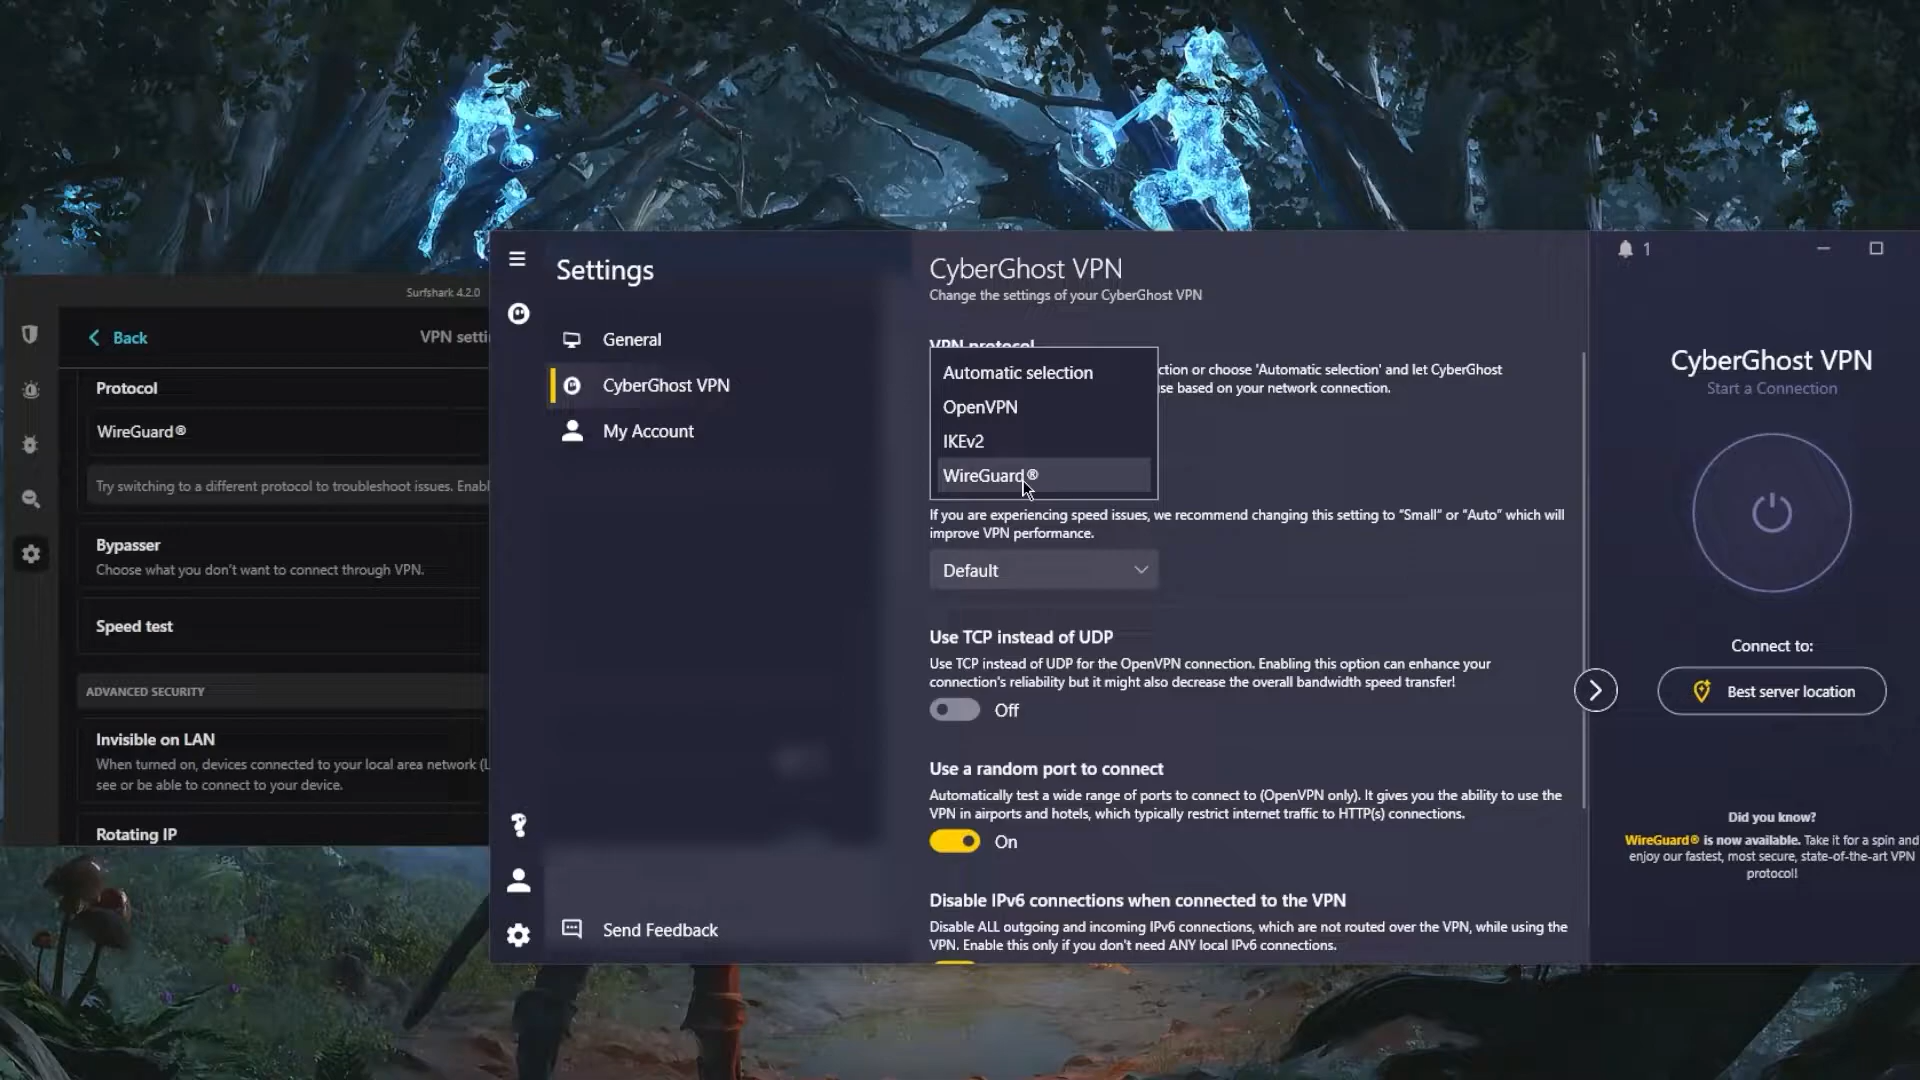 Surfshark 4.2.0
Back
VPN setti
Protocol
WireGuard®
Try switching to a different protocol to troubleshoot issues. Enabl
Bypasser
Choose what you don't want to connect through VPN.
Speed test
ADVANCED SECURITY
Invisible on LAN
When turned on, devices connected to your local area network (L
see or be able to connect to your device.
Rotating IP
Settings
General
CyberGhost VPN
My Account
Send Feedback
CyberGhost VPN
Change the settings of your CyberGhost VPN
VPN protocol
ction or choose 'Automatic selection' and let CyberGhost
se based on your network connection.
Automatic selection
OpenVPN
IKEv2
WireGuard®
If you are experiencing speed issues, we recommend changing this setting to "Small" or "Auto" which will
improve VPN performance.
Default
Use TCP instead of UDP
Use TCP instead of UDP for the OpenVPN connection. Enabling this option can enhance your
connection's reliability but it might also decrease the overall bandwidth speed transfer!
Off
Use a random port to connect
Automatically test a wide range of ports to connect to (OpenVPN only). It gives you the ability to use the
VPN in airports and hotels, which typically restrict internet traffic to HTTP(s) connections.
On
Disable IPv6 connections when connected to the VPN
Disable ALL outgoing and incoming IPv6 connections, which are not routed over the VPN, while using the
VPN. Enable this only if you don't need ANY local IPv6 connections.
1
CyberGhost VPN
Start a Connection
Connect to:
Best server location
Did you know?
WireGuard® is now available. Take it for a spin and
enjoy our fastest, most secure, state-of-the-art VPN
protocol!